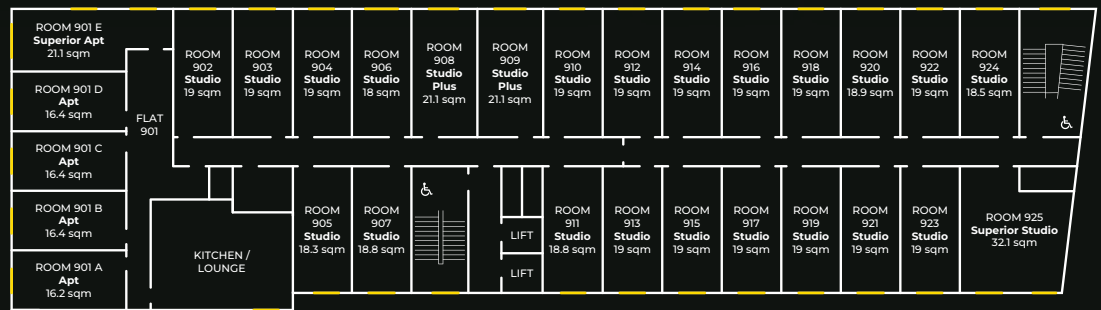 ROOM 901 E
Superior Apt
21.1 sqm
ROOM 901 D
Apt
16.4 sqm
ROOM 901 C
Apt
16.4 sqm
ROOM 901 B
Apt
16.4 sqm
ROOM 901 A
Apt
16.2 sqm
FLAT
901
ROOM
902
Studio
19 sqm
ROOM
903
Studio
19 sqm
ROOM
904
Studio
19 sqm
ROOM
906
Studio
18 sqm
ROOM
908
Studio
Plus
21.1 sqm
ROOM
909
Studio
Plus
21.1 sqm
ROOM
910
Studio
19 sqm
ROOM
912
Studio
19 sqm
ROOM
914
Studio
19 sqm
ROOM
916
Studio
19 sqm
ROOM
918
Studio
19 sqm
ROOM
920
Studio
18.9 sqm
ROOM
922
Studio
19 sqm
ROOM
924
Studio
18.5 sqm
KITCHEN /
LOUNGE
ROOM
905
Studio
18.3 sqm
ROOM
907
Studio
18.8 sqm
LIFT
LIFT
ROOM
911
Studio
18.8 sqm
ROOM
913
Studio
19 sqm
ROOM
915
Studio
19 sqm
ROOM
917
Studio
19 sqm
ROOM
919
Studio
19 sqm
ROOM
921
Studio
19 sqm
ROOM
923
Studio
19 sqm
ROOM 925
Superior Studio
32.1 sqm